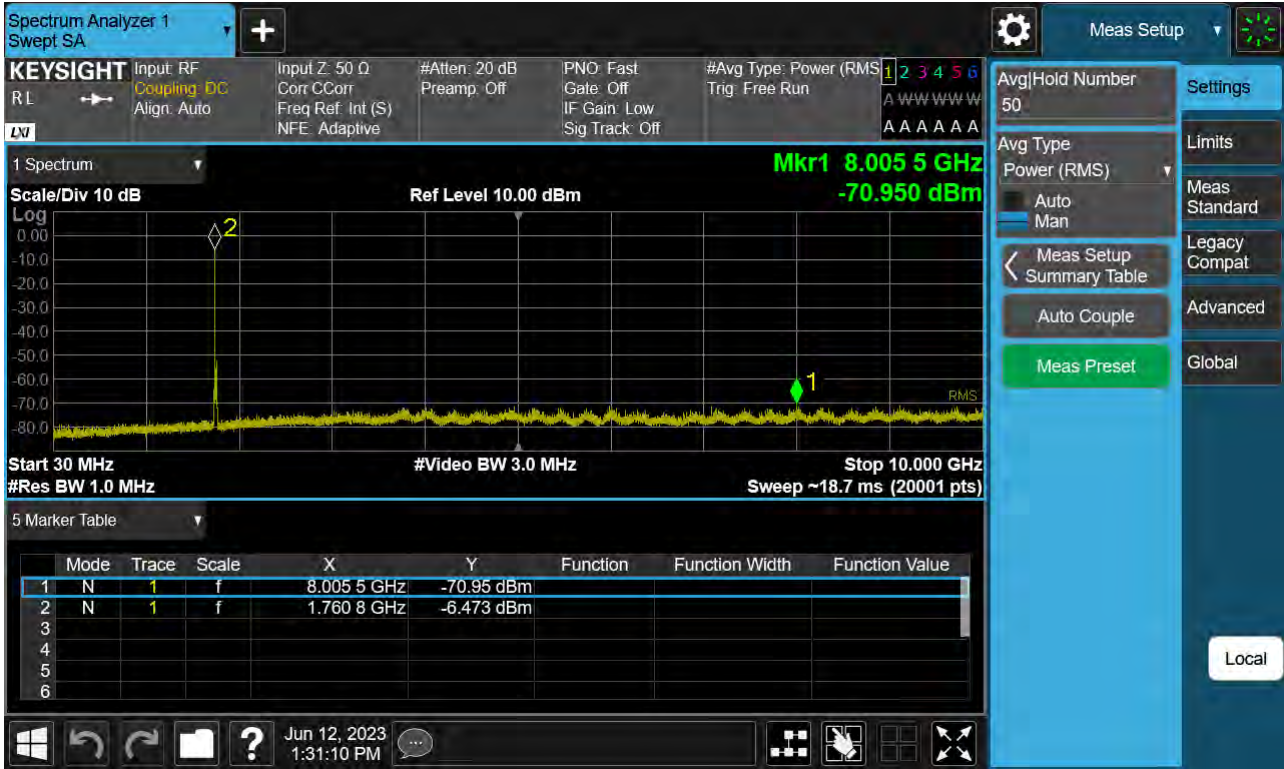 Spectrum Analyzer 1
Swept SA
Meas Setup
KEYSIGHT
Input: RF
Input Z: 50 Ω
#Atten: 20 dB
PNO: Fast
#Avg Type: Power (RMS
1 2 3 4 5 6
R L
Coupling: DC
Corr CCorr
Preamp: Off
Gate: Off
Trig: Free Run
A W W W W W
Align: Auto
Freq Ref: Int (S)
IF Gain: Low
LXI
NFE: Adaptive
Sig Track: Off
A A A A A A
Avg|Hold Number
50
Avg Type
Power (RMS)
Auto
Man
Meas Setup
Summary Table
Auto Couple
Meas Preset
Settings
Limits
Meas
Standard
Legacy
Compat
Advanced
Global
Local
1 Spectrum
Mkr1 8.005 5 GHz
Scale/Div 10 dB
Ref Level 10.00 dBm
-70.950 dBm
Log
0.00
2
-10.0
-20.0
-30.0
-40.0
-50.0
-60.0
1
-70.0
RMS
-80.0
Start 30 MHz
#Video BW 3.0 MHz
Stop 10.000 GHz
#Res BW 1.0 MHz
Sweep ~18.7 ms (20001 pts)
5 Marker Table
Mode Trace Scale X Y Function Function Width Function Value
1 N 1 f 8.005 5 GHz -70.95 dBm
2 N 1 f 1.760 8 GHz -6.473 dBm
3
4
5
6
?
Jun 12, 2023
1:31:10 PM